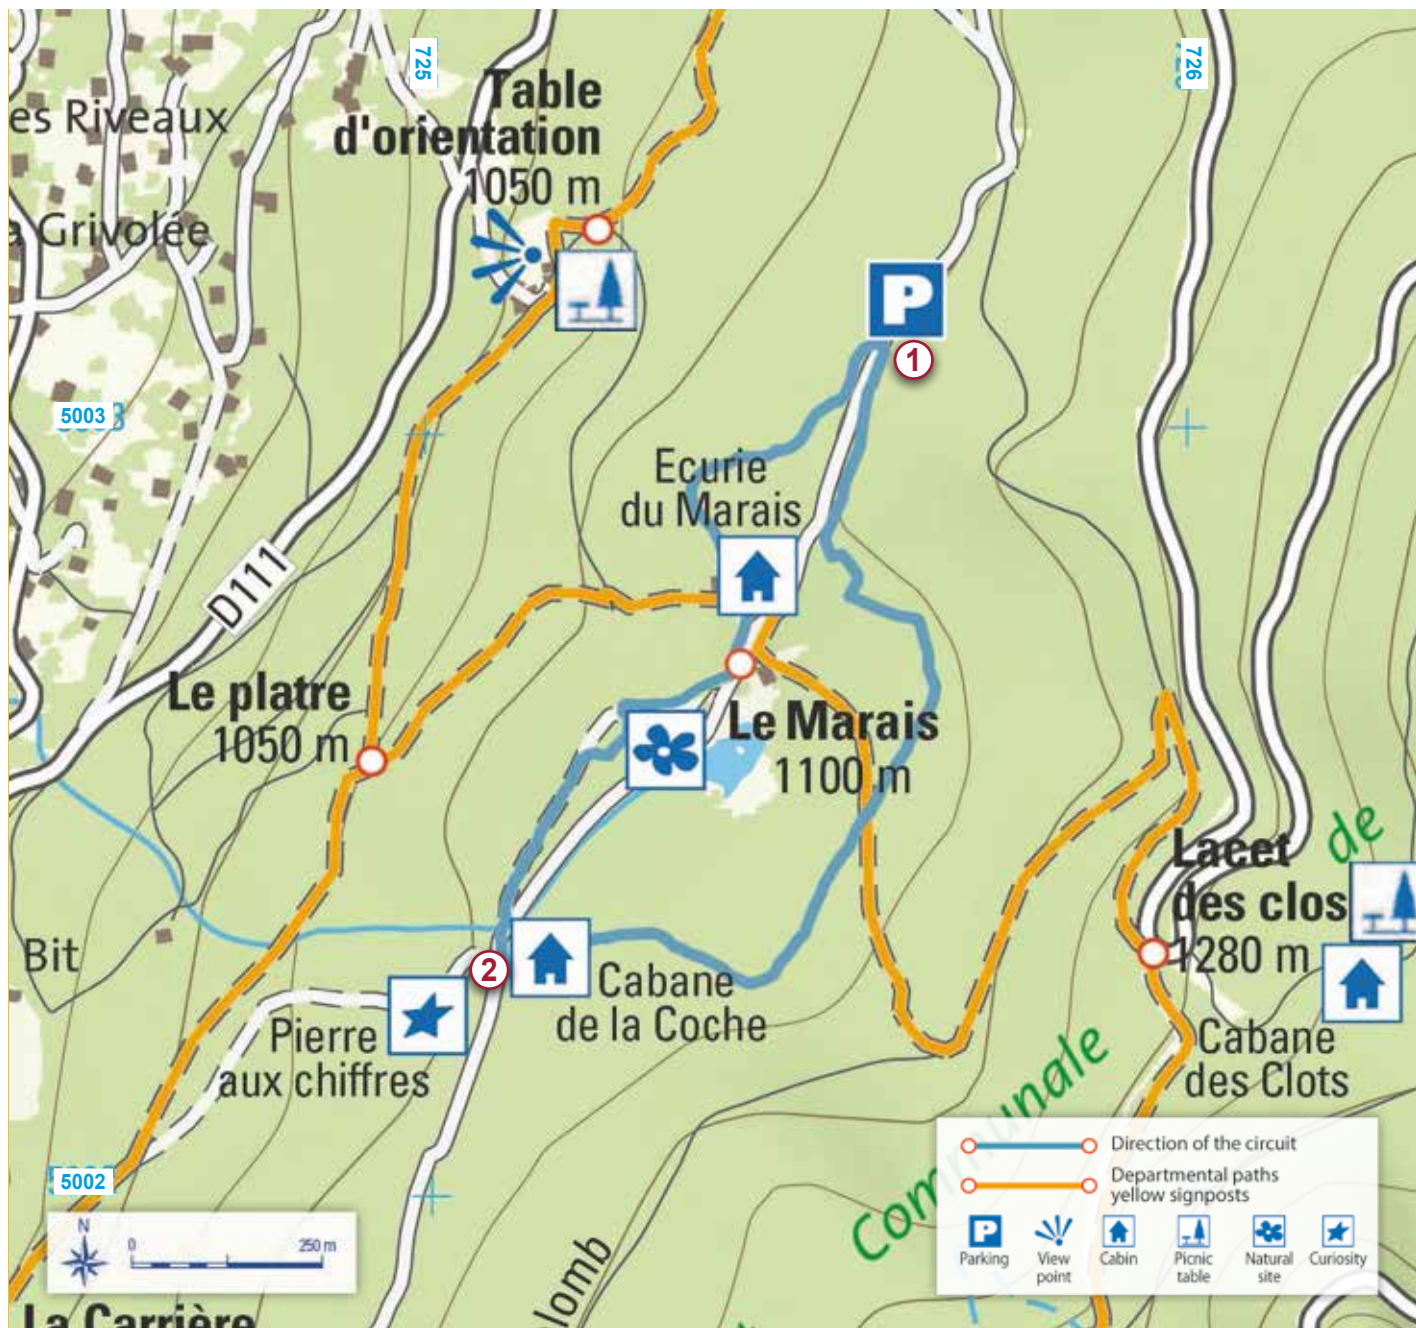 725
726
Table
d'orientation
1050 m
es Riveaux
a Grivolée
P
1
5003
Ecurie
du Marais
D111
Le platre
1050 m
Le Marais
1100 m
de
Lacet
des clos
1280 m
Bit
2
Cabane
de la Coche
Pierre
aux chiffres
Cabane
des Clots
Communale
5002
N
0
250 m
lomb
La Carrière
Direction of the circuit
Departmental paths
yellow signposts
P
Parking
View
point
Cabin
Picnic
table
Natural
site
Curiosity